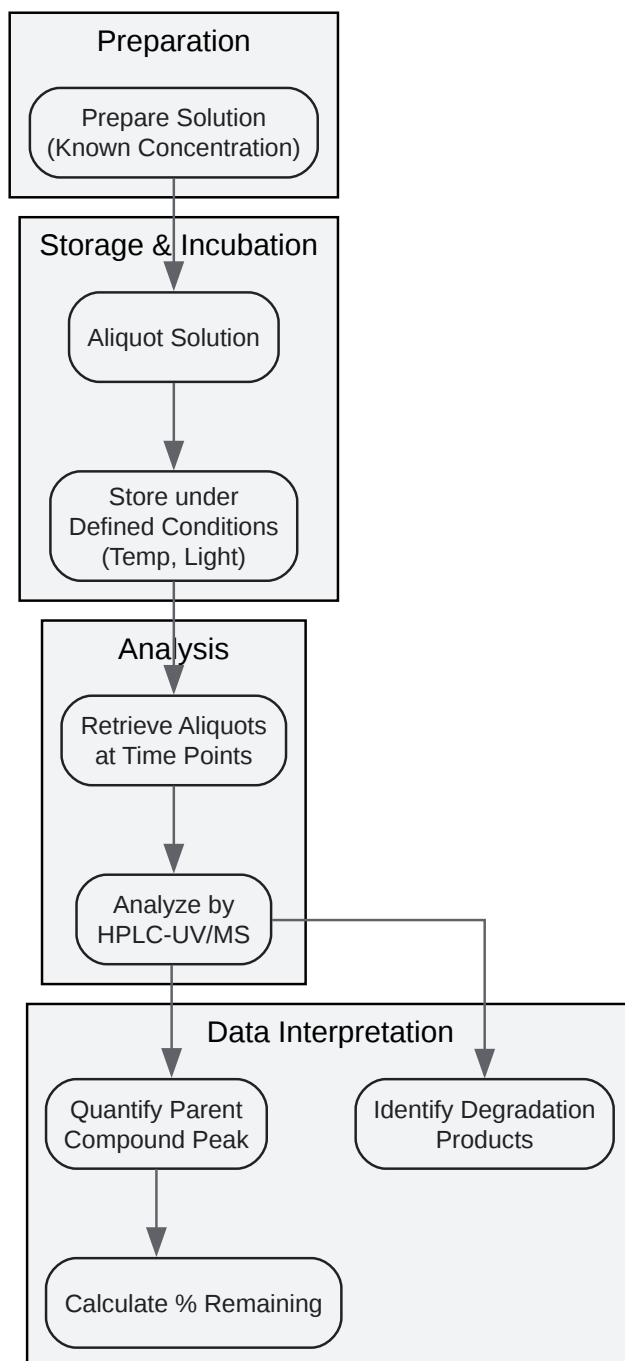 Preparation
Prepare Solution
(Known Concentration)
Storage & Incubation
Aliquot Solution
Store under
Defined Conditions
(Temp, Light)
Analysis
Retrieve Aliquots
at Time Points
Analyze by
HPLC-UV/MS
Data Interpretation
Quantify Parent
Compound Peak
Identify Degradation
Products
Calculate % Remaining